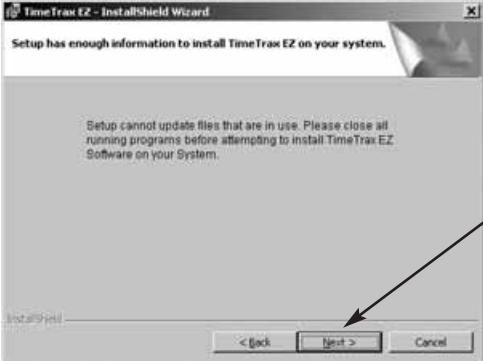 TimeTrax EZ - InstallShield Wizard
Setup has enough information to install TimeTrax EZ on your system.
Setup cannot update files that are in use. Please close all
running programs before attempting to install TimeTrax EZ
Software on your System.
InstallShield
< Back
Next >
Cancel